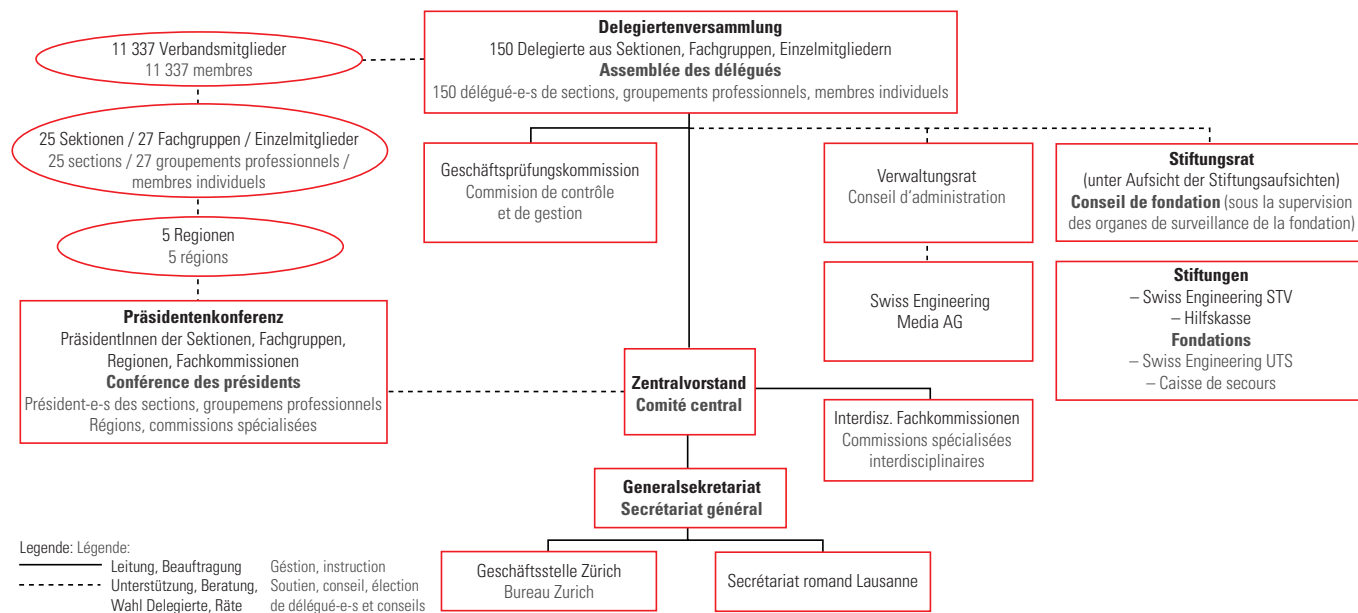 11 337 Verbandsmitglieder
11 337 membres
Delegiertenversammlung
150 Delegierte aus Sektionen, Fachgruppen, Einzelmitgliedern
Assemblée des délégués
150 délégué-e-s de sections, groupements professionnels, membres individuels
25 Sektionen / 27 Fachgruppen / Einzelmitglieder
25 sections / 27 groupements professionnels /
membres individuels
Geschäftsprüfungskommission
Commision de contrôle
et de gestion
Verwaltungsrat
Conseil d'administration
Stiftungsrat
(unter Aufsicht der Stiftungsaufsichten)
Conseil de fondation (sous la supervision
des organes de surveillance de la fondation)
5 Regionen
5 régions
Swiss Engineering
Media AG
Stiftungen
– Swiss Engineering STV
– Hilfskasse
Fondations
– Swiss Engineering UTS
– Caisse de secours
Präsidentenkonferenz
PräsidentInnen der Sektionen, Fachgruppen,
Regionen, Fachkommissionen
Conférence des présidents
Président-e-s des sections, groupemens professionnels
Régions, commissions spécialisées
Zentralvorstand
Comité central
Interdisz. Fachkommissionen
Commissions spécialisées
interdisciplinaires
Generalsekretariat
Secrétariat général
Geschäftsstelle Zürich
Bureau Zurich
Secrétariat romand Lausanne
Legende: Légende:
Leitung, Beauftragung Géstion, instruction
Unterstützung, Beratung, Soutien, conseil, élection
Wahl Delegierte, Räte de délégué-e-s et conseils